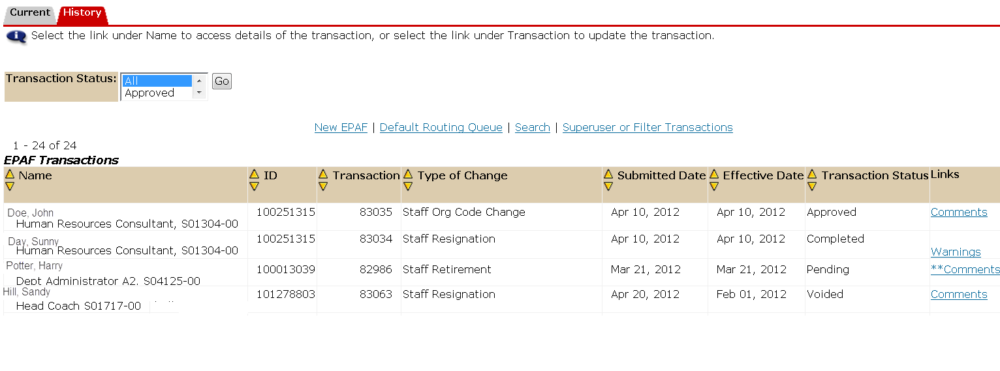 Current History
Select the link under Name to access details of the transaction, or select the link under Transaction to update the transaction.
Transaction Status: All Go
Approved
New EPAF | Default Routing Queue | Search | Superuser or Filter Transactions
1 - 24 of 24
EPAF Transactions
Name ID Transaction Type of Change Submitted Date Effective Date Transaction Status Links
Doe, John 100251315 83035 Staff Org Code Change Apr 10, 2012 Apr 10, 2012 Approved Comments
Human Resources Consultant, S01304-00
Day, Sunny 100251315 83034 Staff Resignation Apr 10, 2012 Apr 10, 2012 Completed
Human Resources Consultant, S01304-00 Warnings
Potter, Harry 100013039 82986 Staff Retirement Mar 21, 2012 Mar 21, 2012 Pending **Comments
Dept Administrator A2. S04125-00
Hill, Sandy 101278803 83063 Staff Resignation Apr 20, 2012 Feb 01, 2012 Voided Comments
Head Coach S01717-00